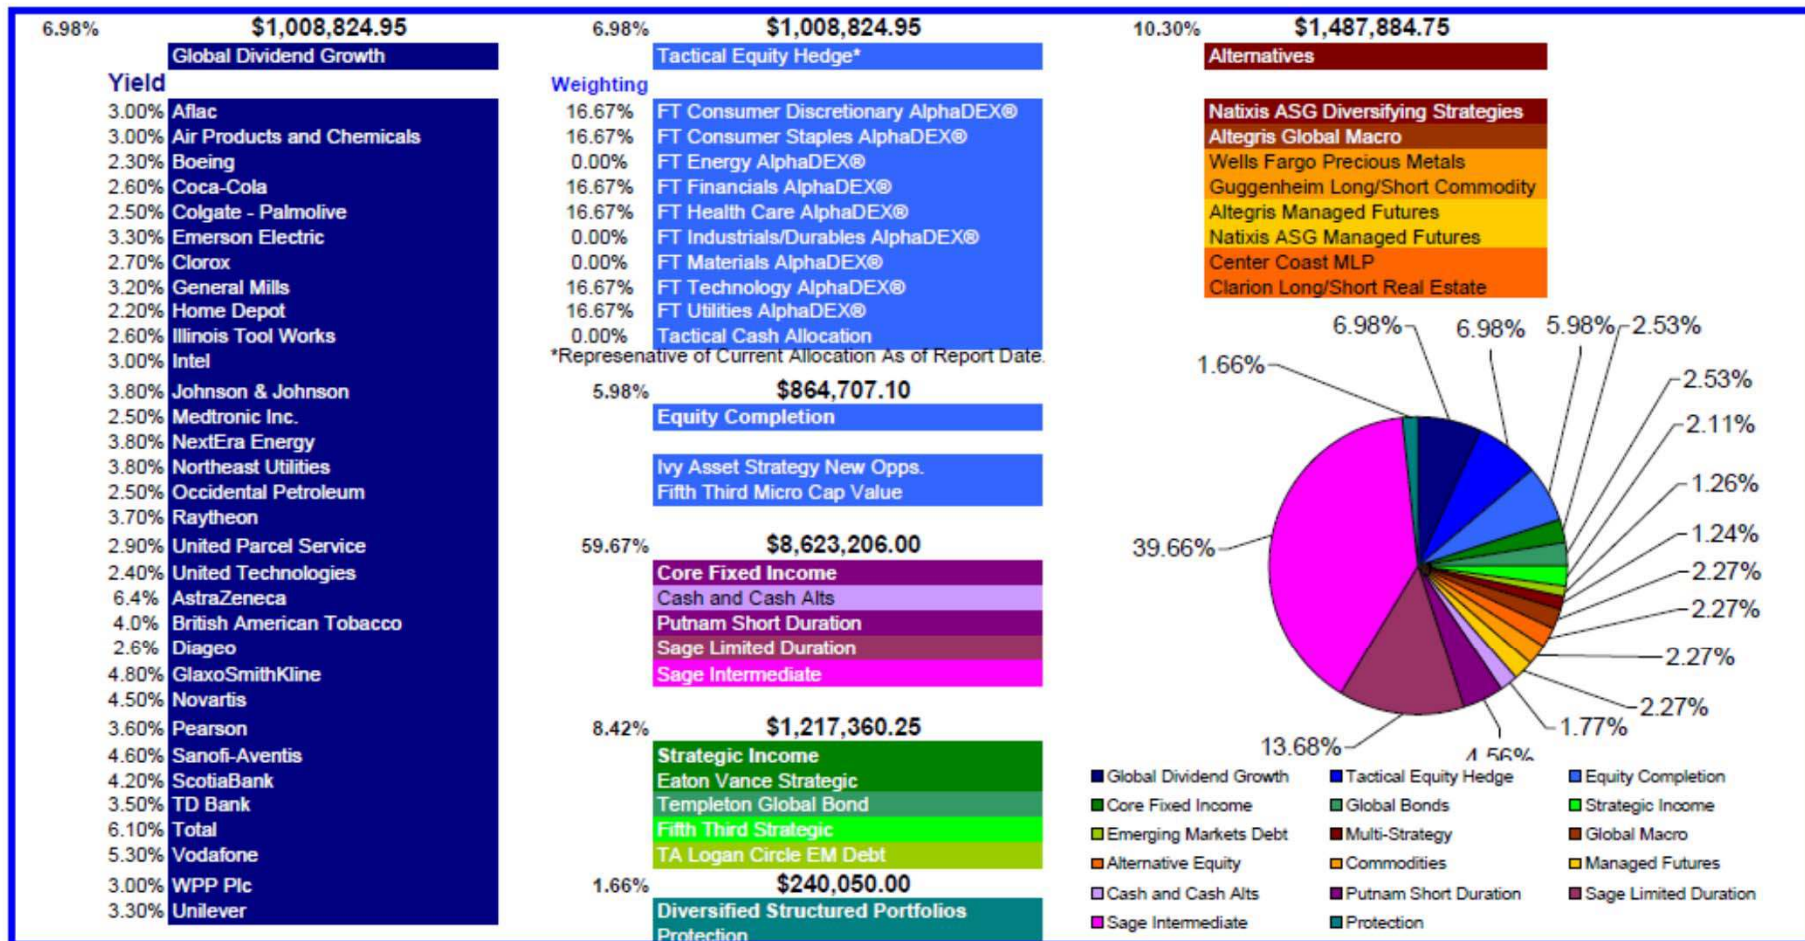 6.98% $1,008,824.95
Global Dividend Growth
Yield
3.00% Aflac
3.00% Air Products and Chemicals
2.30% Boeing
2.60% Coca-Cola
2.50% Colgate - Palmolive
3.30% Emerson Electric
2.70% Clorox
3.20% General Mills
2.20% Home Depot
2.60% Illinois Tool Works
3.00% Intel
3.80% Johnson & Johnson
2.50% Medtronic Inc.
3.80% NextEra Energy
3.80% Northeast Utilities
2.50% Occidental Petroleum
3.70% Raytheon
2.90% United Parcel Service
2.40% United Technologies
6.4% AstraZeneca
4.0% British American Tobacco
2.6% Diageo
4.80% GlaxoSmithKline
4.50% Novartis
3.60% Pearson
4.60% Sanofi-Aventis
4.20% ScotiaBank
3.50% TD Bank
6.10% Total
5.30% Vodafone
3.00% WPP Plc
3.30% Unilever
6.98% $1,008,824.95
Tactical Equity Hedge*
Weighting
16.67% FT Consumer Discretionary AlphaDEX®
16.67% FT Consumer Staples AlphaDEX®
0.00% FT Energy AlphaDEX®
16.67% FT Financials AlphaDEX®
16.67% FT Health Care AlphaDEX®
0.00% FT Industrials/Durables AlphaDEX®
0.00% FT Materials AlphaDEX®
16.67% FT Technology AlphaDEX®
16.67% FT Utilities AlphaDEX®
0.00% Tactical Cash Allocation
*Represenative of Current Allocation As of Report Date.
5.98% $864,707.10
Equity Completion
Ivy Asset Strategy New Opps.
Fifth Third Micro Cap Value
59.67% $8,623,206.00
Core Fixed Income
Cash and Cash Alts
Putnam Short Duration
Sage Limited Duration
Sage Intermediate
8.42% $1,217,360.25
Strategic Income
Eaton Vance Strategic
Templeton Global Bond
Fifth Third Strategic
TA Logan Circle EM Debt
1.66% $240,050.00
Diversified Structured Portfolios
Protection
10.30% $1,487,884.75
Alternatives
Natixis ASG Diversifying Strategies
Altegris Global Macro
Wells Fargo Precious Metals
Guggenheim Long/Short Commodity
Altegris Managed Futures
Natixis ASG Managed Futures
Center Coast MLP
Clarion Long/Short Real Estate
6.98% 6.98% 5.98% 2.53%
1.66%
2.53%
2.11%
1.26%
1.24%
39.66%
2.27%
2.27%
2.27%
2.27%
1.77%
13.68%
4.56%
Global Dividend Growth Tactical Equity Hedge Equity Completion
Core Fixed Income Global Bonds Strategic Income
Emerging Markets Debt Multi-Strategy Global Macro
Alternative Equity Commodities Managed Futures
Cash and Cash Alts Putnam Short Duration Sage Limited Duration
Sage Intermediate Protection